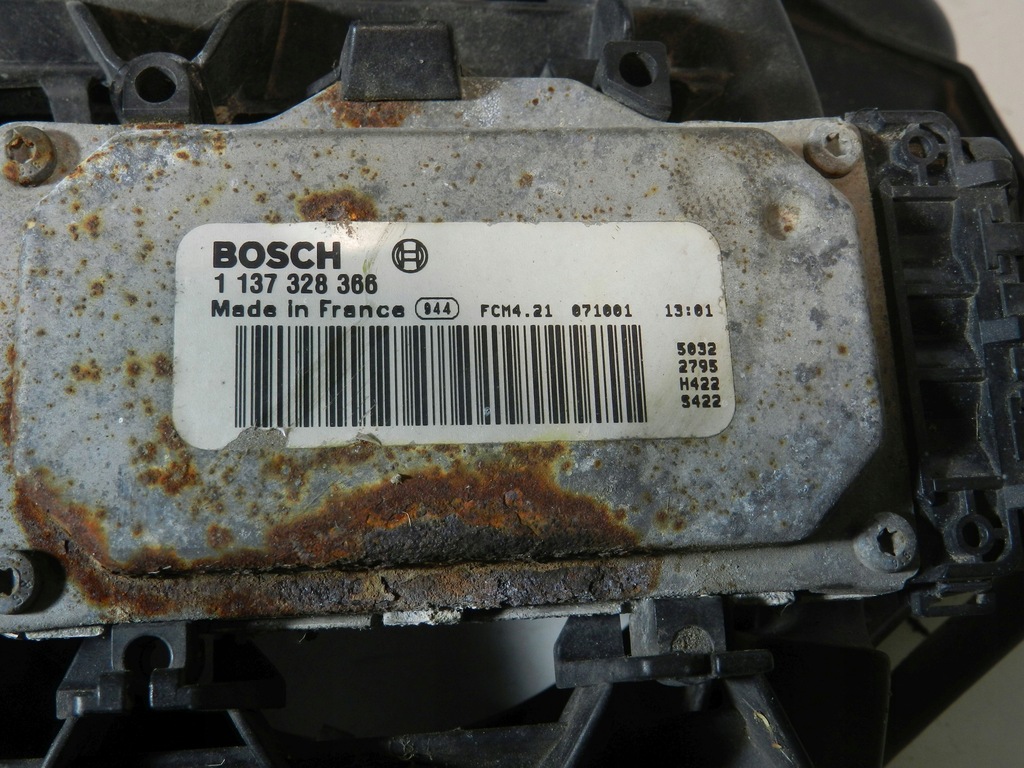 BOSCH
1 137 328 366
Made in France 944 FCM4.21 071001 13:01
5032
2795
H422
S422